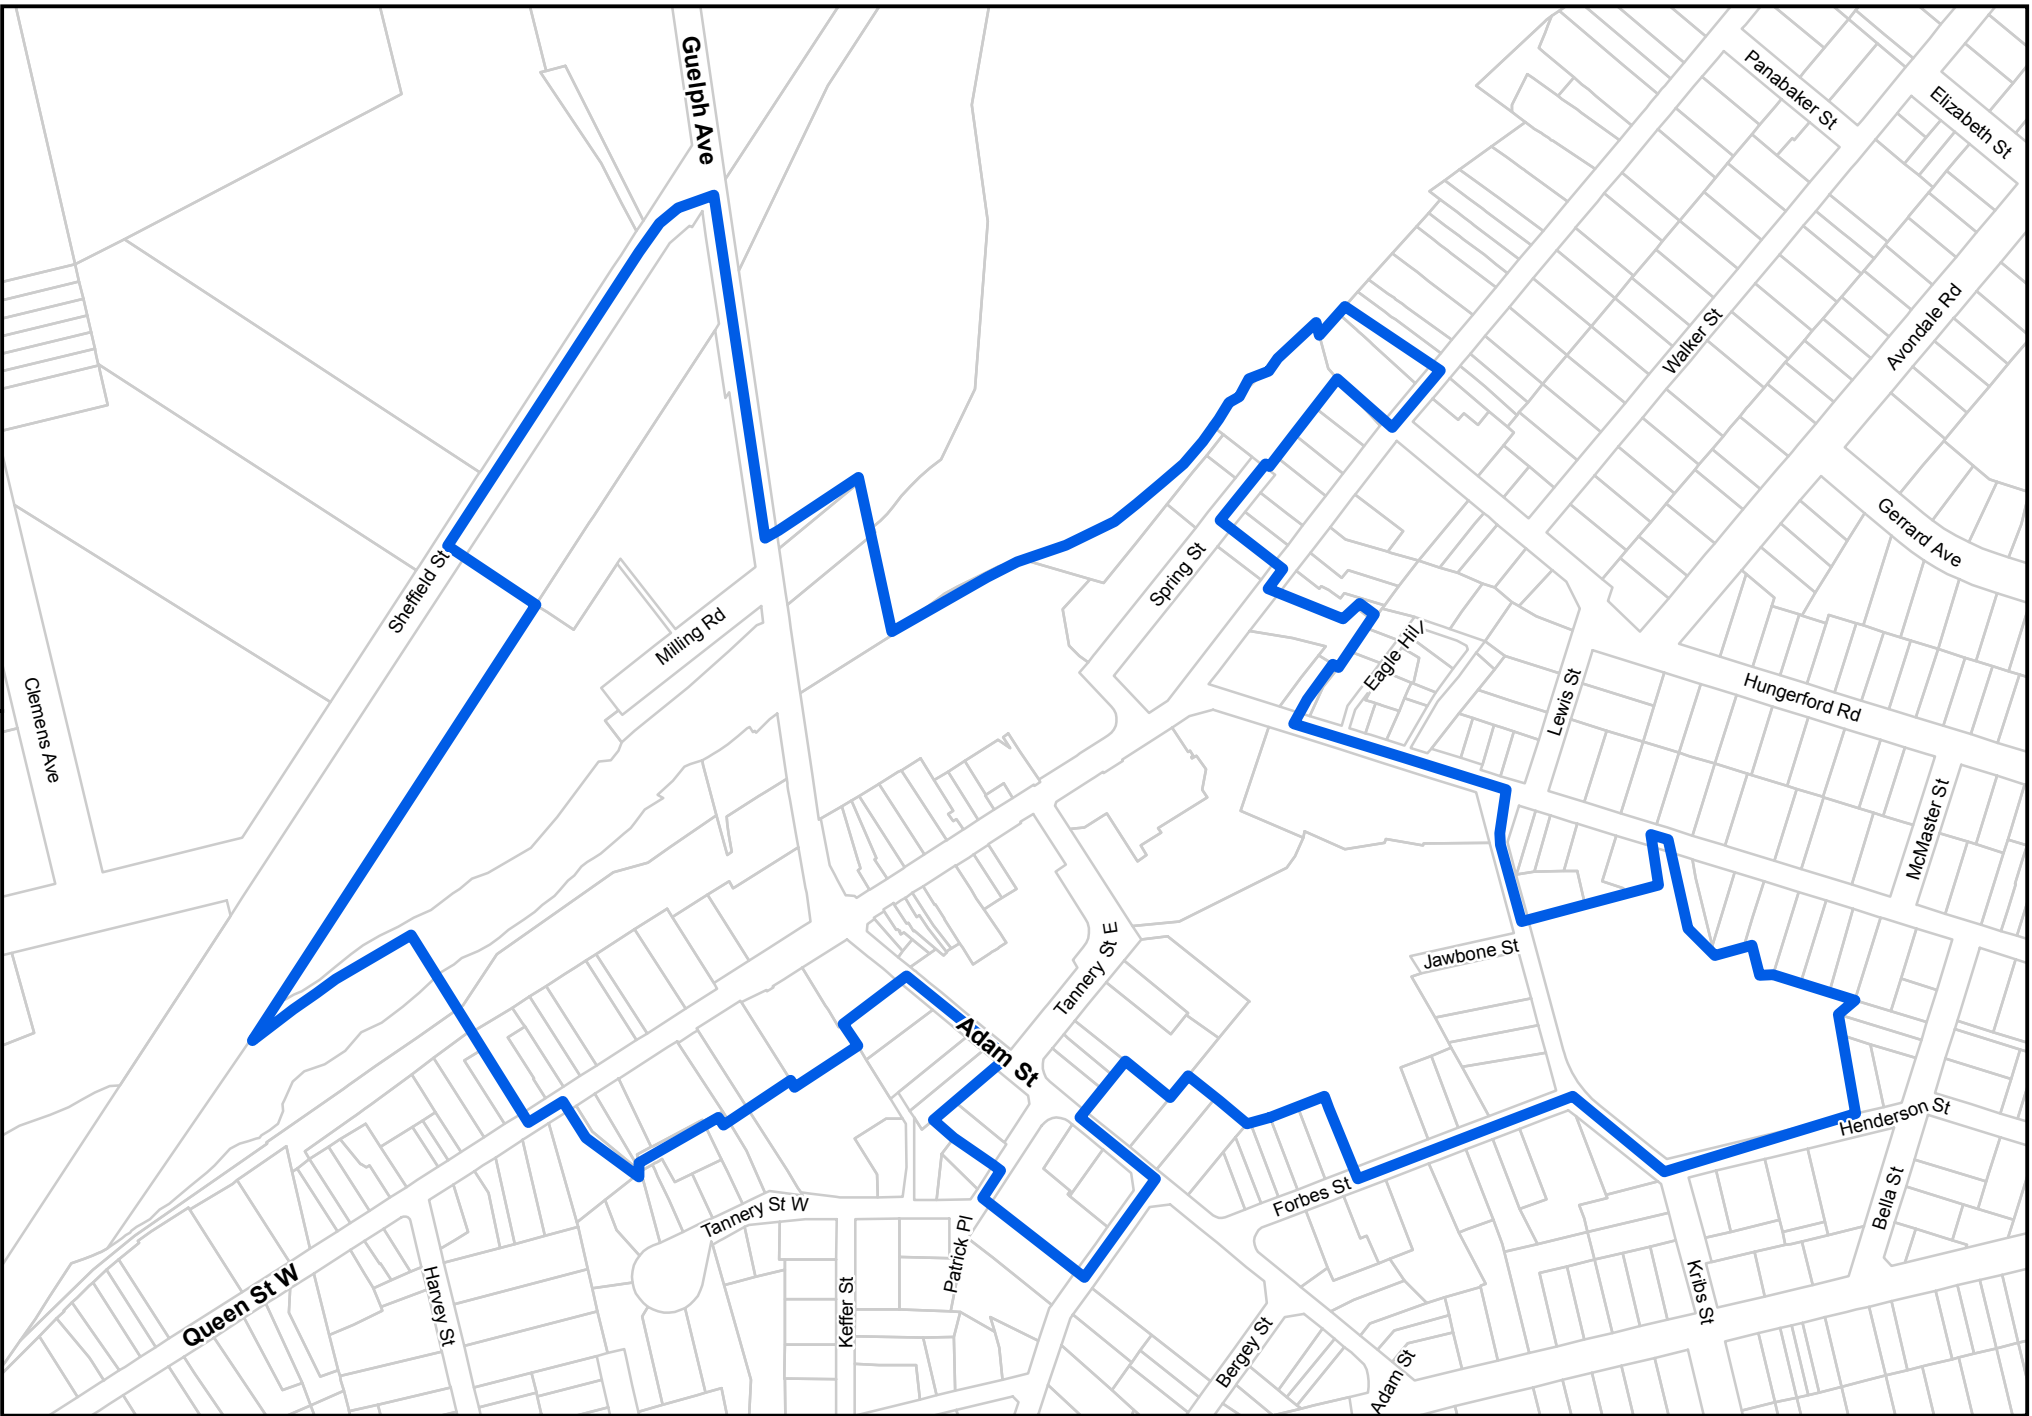 Guelph Ave
Panabaker St
Elizabeth St
Walker St
Avondale Rd
Gerrard Ave
Sheffield St
Spring St
Milling Rd
Eagle Hill
Clemens Ave
Lewis St
Hungerford Rd
McMaster St
Tannery St E
Jawbone St
Adam St
Henderson St
Tannery St W
Forbes St
Bella St
Patrick Pl
Queen St W
Harvey St
Keffer St
Kribs St
Bergey St
Adam St